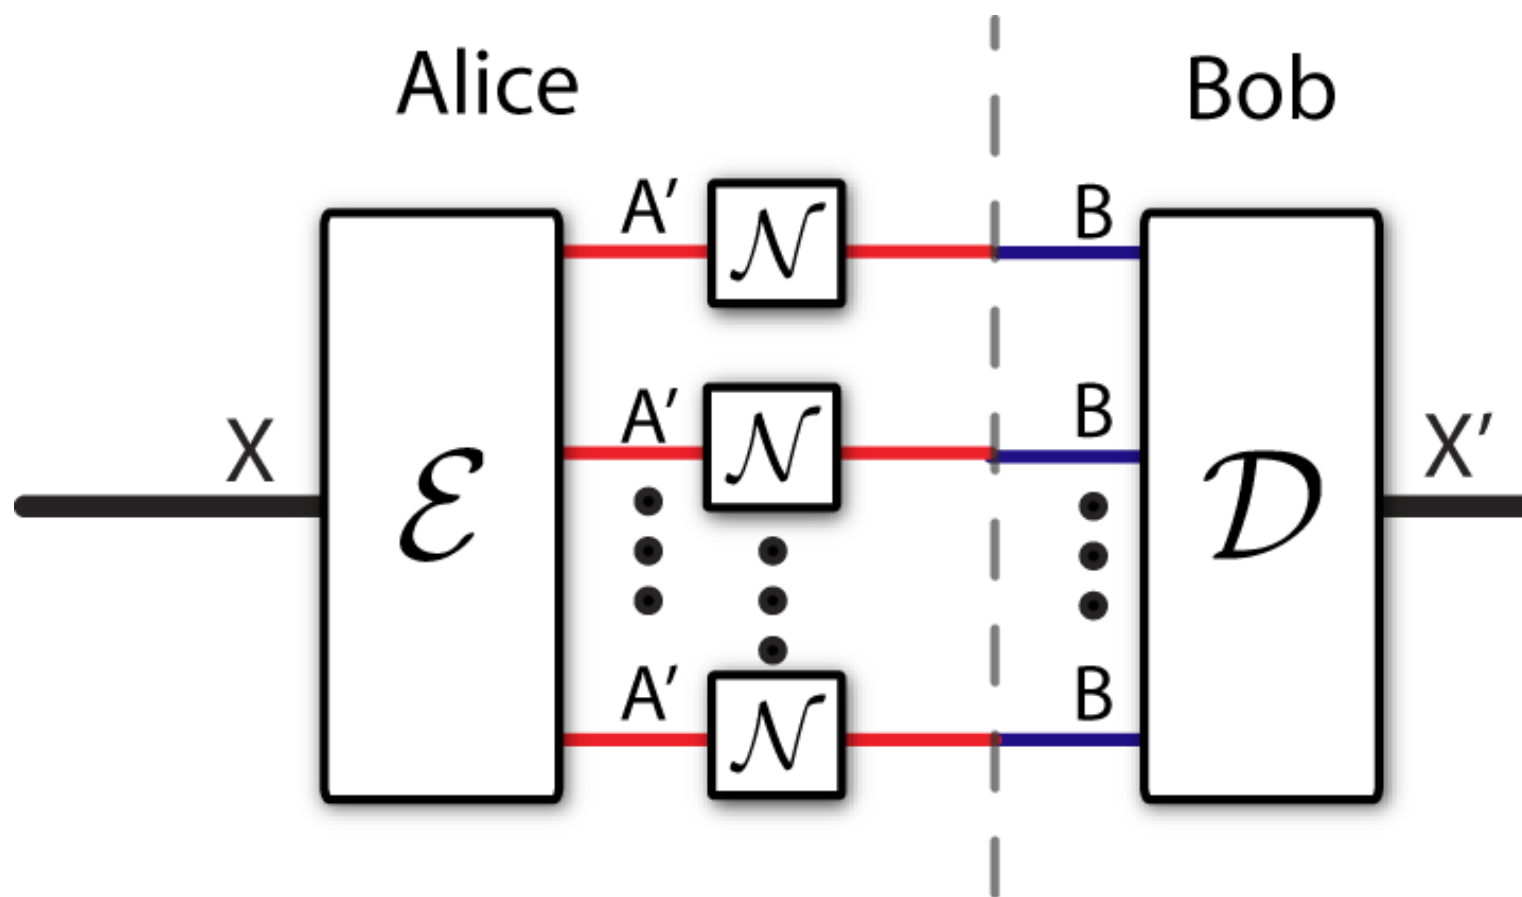 Alice Bob
A′ 𝒩 B
A′ 𝒩 B
X ℰ 𝒟 X′
A′ 𝒩 B